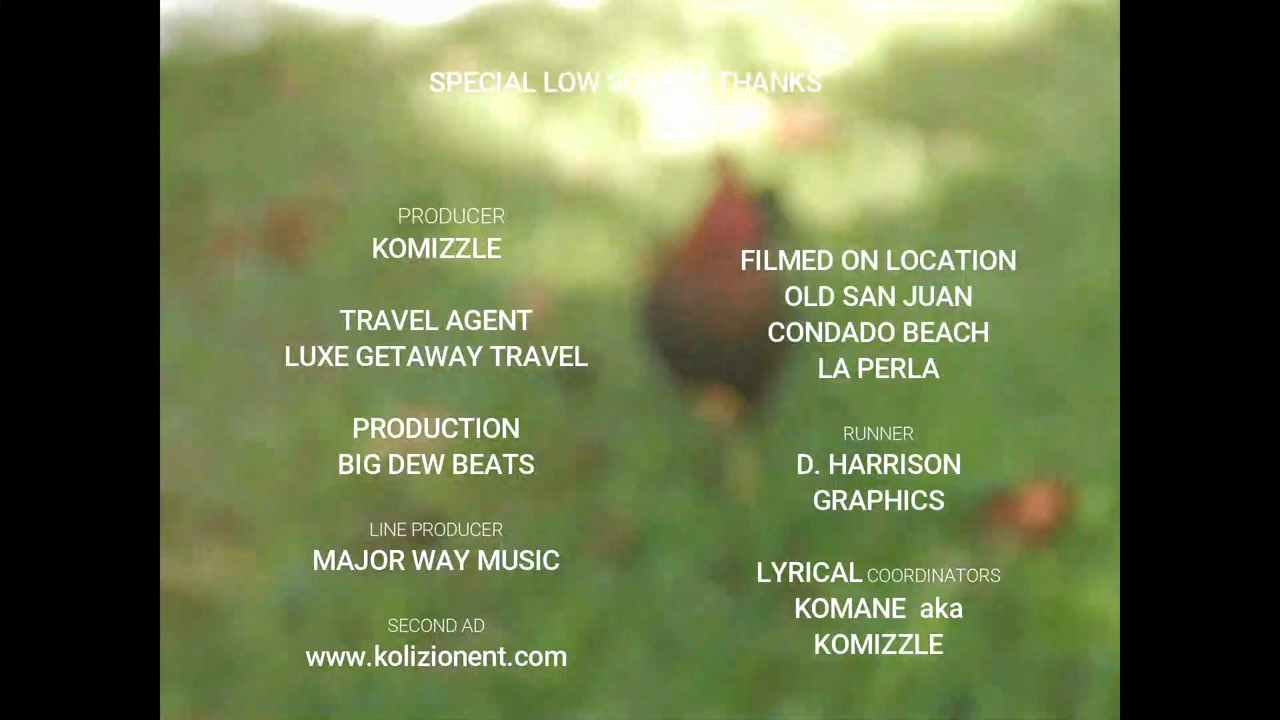 SPECIAL LOW THANKS
PRODUCER
KOMIZZLE
TRAVEL AGENT
LUXE GETAWAY TRAVEL
PRODUCTION
BIG DEW BEATS
LINE PRODUCER
MAJOR WAY MUSIC
SECOND AD
www.kolizionent.com
FILMED ON LOCATION
OLD SAN JUAN
CONDADO BEACH
LA PERLA
RUNNER
D. HARRISON
GRAPHICS
LYRICAL COORDINATORS
KOMANE aka
KOMIZZLE